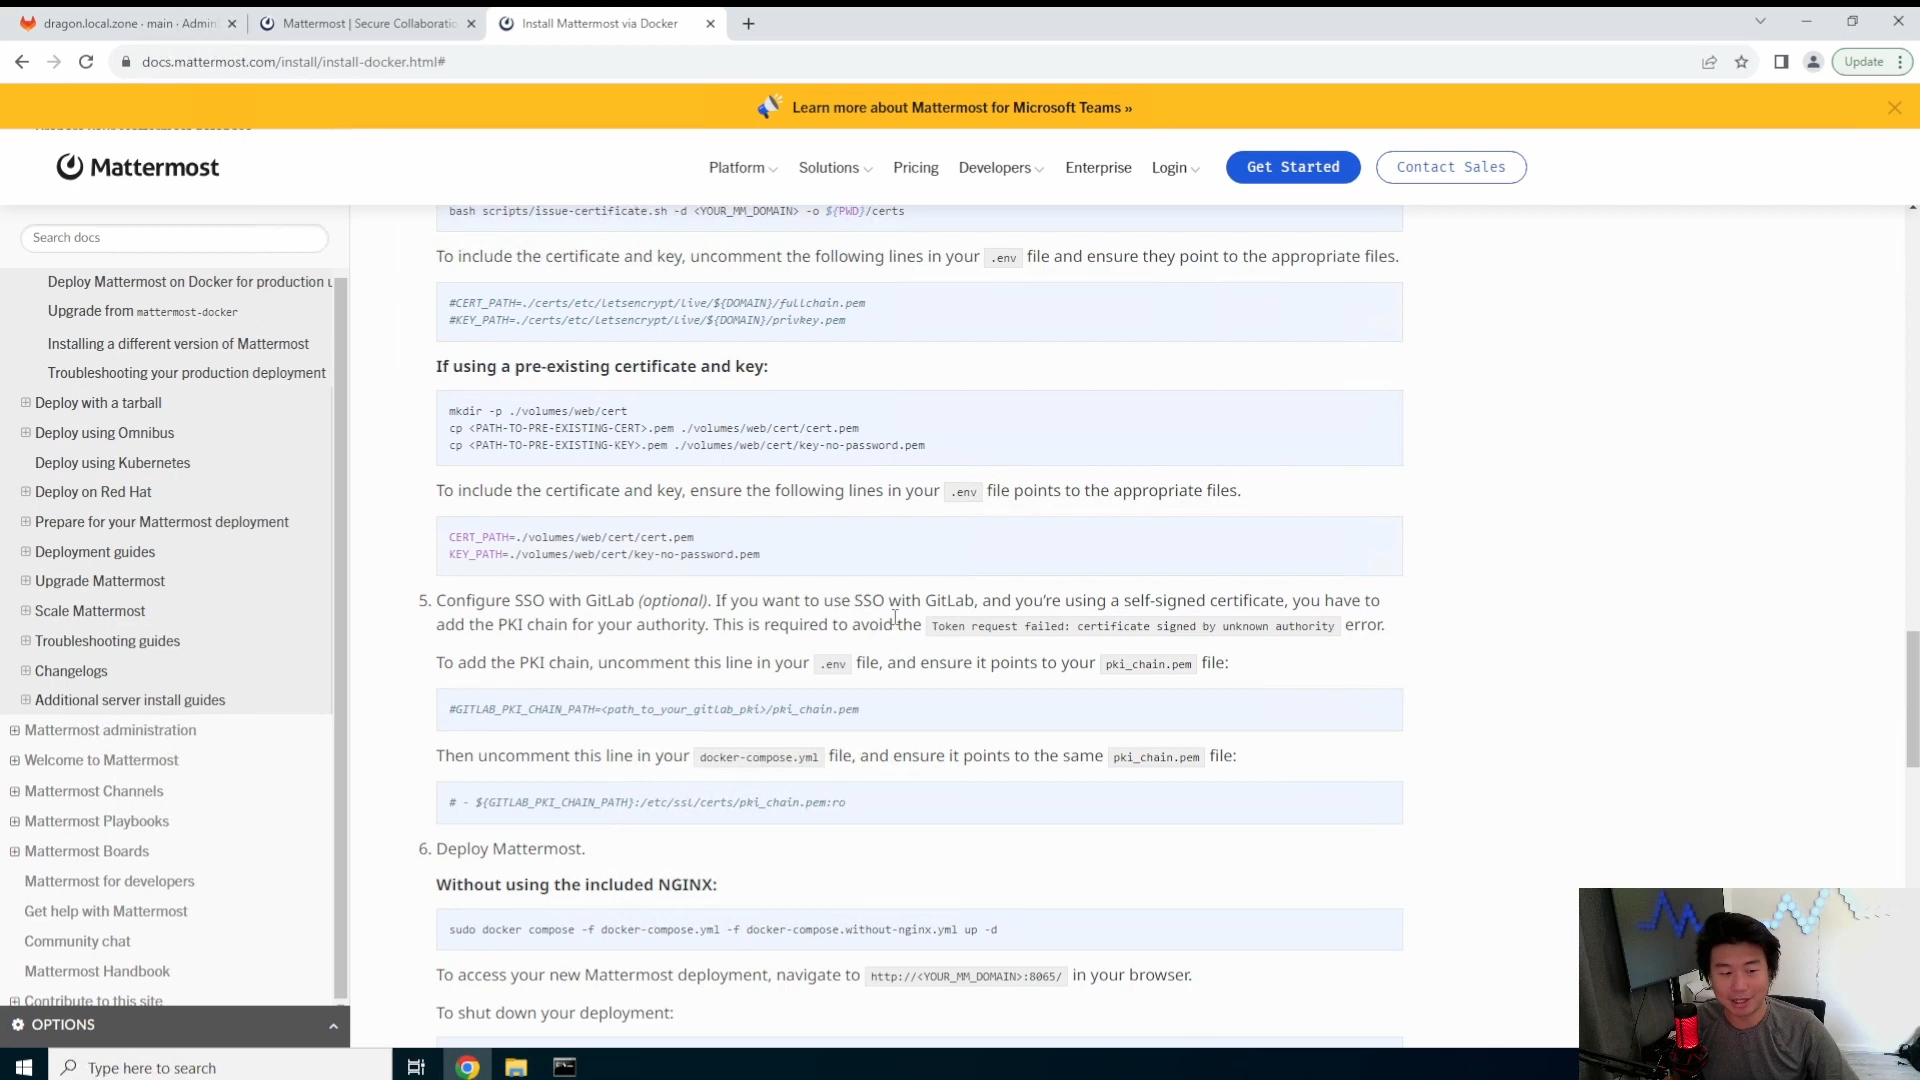 dragon.local.zone · main · Admin
Mattermost | Secure Collaboratio
Install Mattermost via Docker
docs.mattermost.com/install/install-docker.html#
Update
Learn more about Mattermost for Microsoft Teams »
Mattermost
Platform
Solutions
Pricing
Developers
Enterprise
Login
Get Started
Contact Sales
Search docs
Deploy Mattermost on Docker for production u
Upgrade from mattermost-docker
Installing a different version of Mattermost
Troubleshooting your production deployment
Deploy with a tarball
Deploy using Omnibus
Deploy using Kubernetes
Deploy on Red Hat
Prepare for your Mattermost deployment
Deployment guides
Upgrade Mattermost
Scale Mattermost
Troubleshooting guides
Changelogs
Additional server install guides
Mattermost administration
Welcome to Mattermost
Mattermost Channels
Mattermost Playbooks
Mattermost Boards
Mattermost for developers
Get help with Mattermost
Community chat
Mattermost Handbook
Contribute to this site
OPTIONS
bash scripts/issue-certificate.sh -d <YOUR_MM_DOMAIN> -o ${PWD}/certs
To include the certificate and key, uncomment the following lines in your .env file and ensure they point to the appropriate files.
#CERT_PATH=./certs/etc/letsencrypt/live/${DOMAIN}/fullchain.pem
#KEY_PATH=./certs/etc/letsencrypt/live/${DOMAIN}/privkey.pem
If using a pre-existing certificate and key:
mkdir -p ./volumes/web/cert
cp <PATH-TO-PRE-EXISTING-CERT>.pem ./volumes/web/cert/cert.pem
cp <PATH-TO-PRE-EXISTING-KEY>.pem ./volumes/web/cert/key-no-password.pem
To include the certificate and key, ensure the following lines in your .env file points to the appropriate files.
CERT_PATH=./volumes/web/cert/cert.pem
KEY_PATH=./volumes/web/cert/key-no-password.pem
5. Configure SSO with GitLab (optional). If you want to use SSO with GitLab, and you're using a self-signed certificate, you have to
add the PKI chain for your authority. This is required to avoid the Token request failed: certificate signed by unknown authority error.
To add the PKI chain, uncomment this line in your .env file, and ensure it points to your pki_chain.pem file:
#GITLAB_PKI_CHAIN_PATH=<path_to_your_gitlab_pki>/pki_chain.pem
Then uncomment this line in your docker-compose.yml file, and ensure it points to the same pki_chain.pem file:
# - ${GITLAB_PKI_CHAIN_PATH}:/etc/ssl/certs/pki_chain.pem:ro
6. Deploy Mattermost.
Without using the included NGINX:
sudo docker compose -f docker-compose.yml -f docker-compose.without-nginx.yml up -d
To access your new Mattermost deployment, navigate to http://<YOUR_MM_DOMAIN>:8065/ in your browser.
To shut down your deployment:
Type here to search